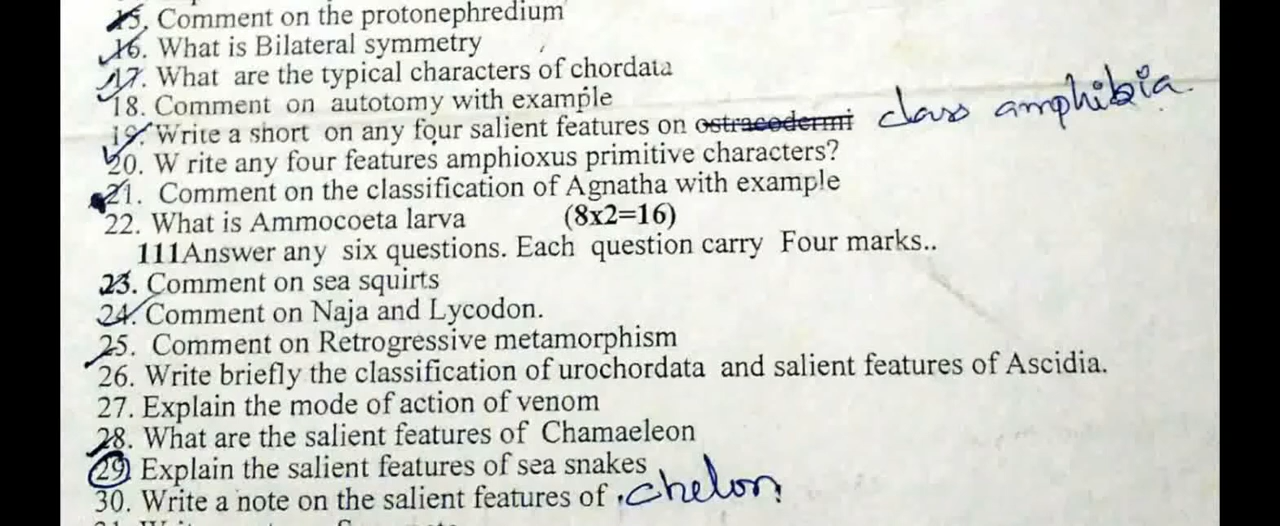 15. Comment on the protonephredium
16. What is Bilateral symmetry
17. What are the typical characters of chordata
18. Comment on autotomy with example
19. Write a short on any four salient features on ostracodermi class amphibia.
20. W rite any four features amphioxus primitive characters?
21. Comment on the classification of Agnatha with example
22. What is Ammocoeta larva (8x2=16)
111Answer any six questions. Each question carry Four marks..
23. Comment on sea squirts
24. Comment on Naja and Lycodon.
25. Comment on Retrogressive metamorphism
26. Write briefly the classification of urochordata and salient features of Ascidia.
27. Explain the mode of action of venom
28. What are the salient features of Chamaeleon
29 Explain the salient features of sea snakes
30. Write a note on the salient features of . chelon